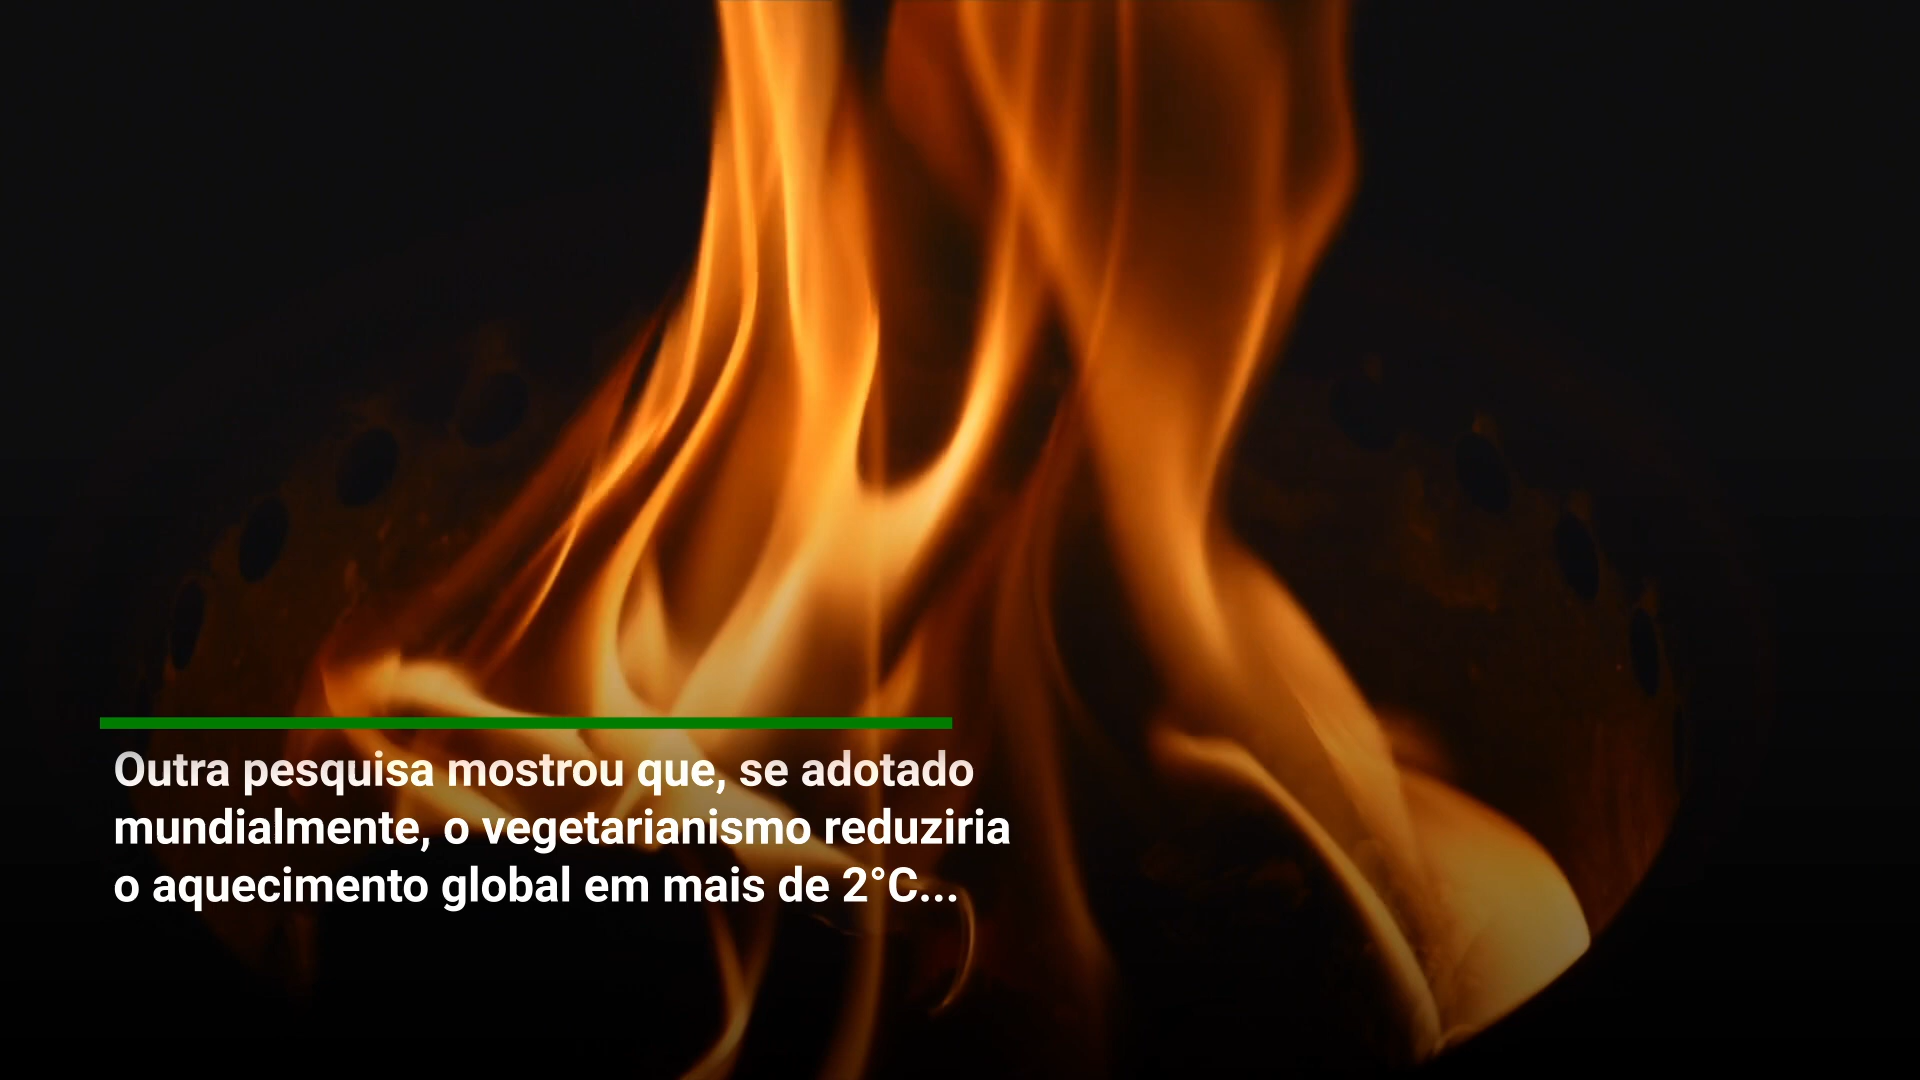 Outra pesquisa mostrou que, se adotado
mundialmente, o vegetarianismo reduziria
o aquecimento global em mais de 2°C...